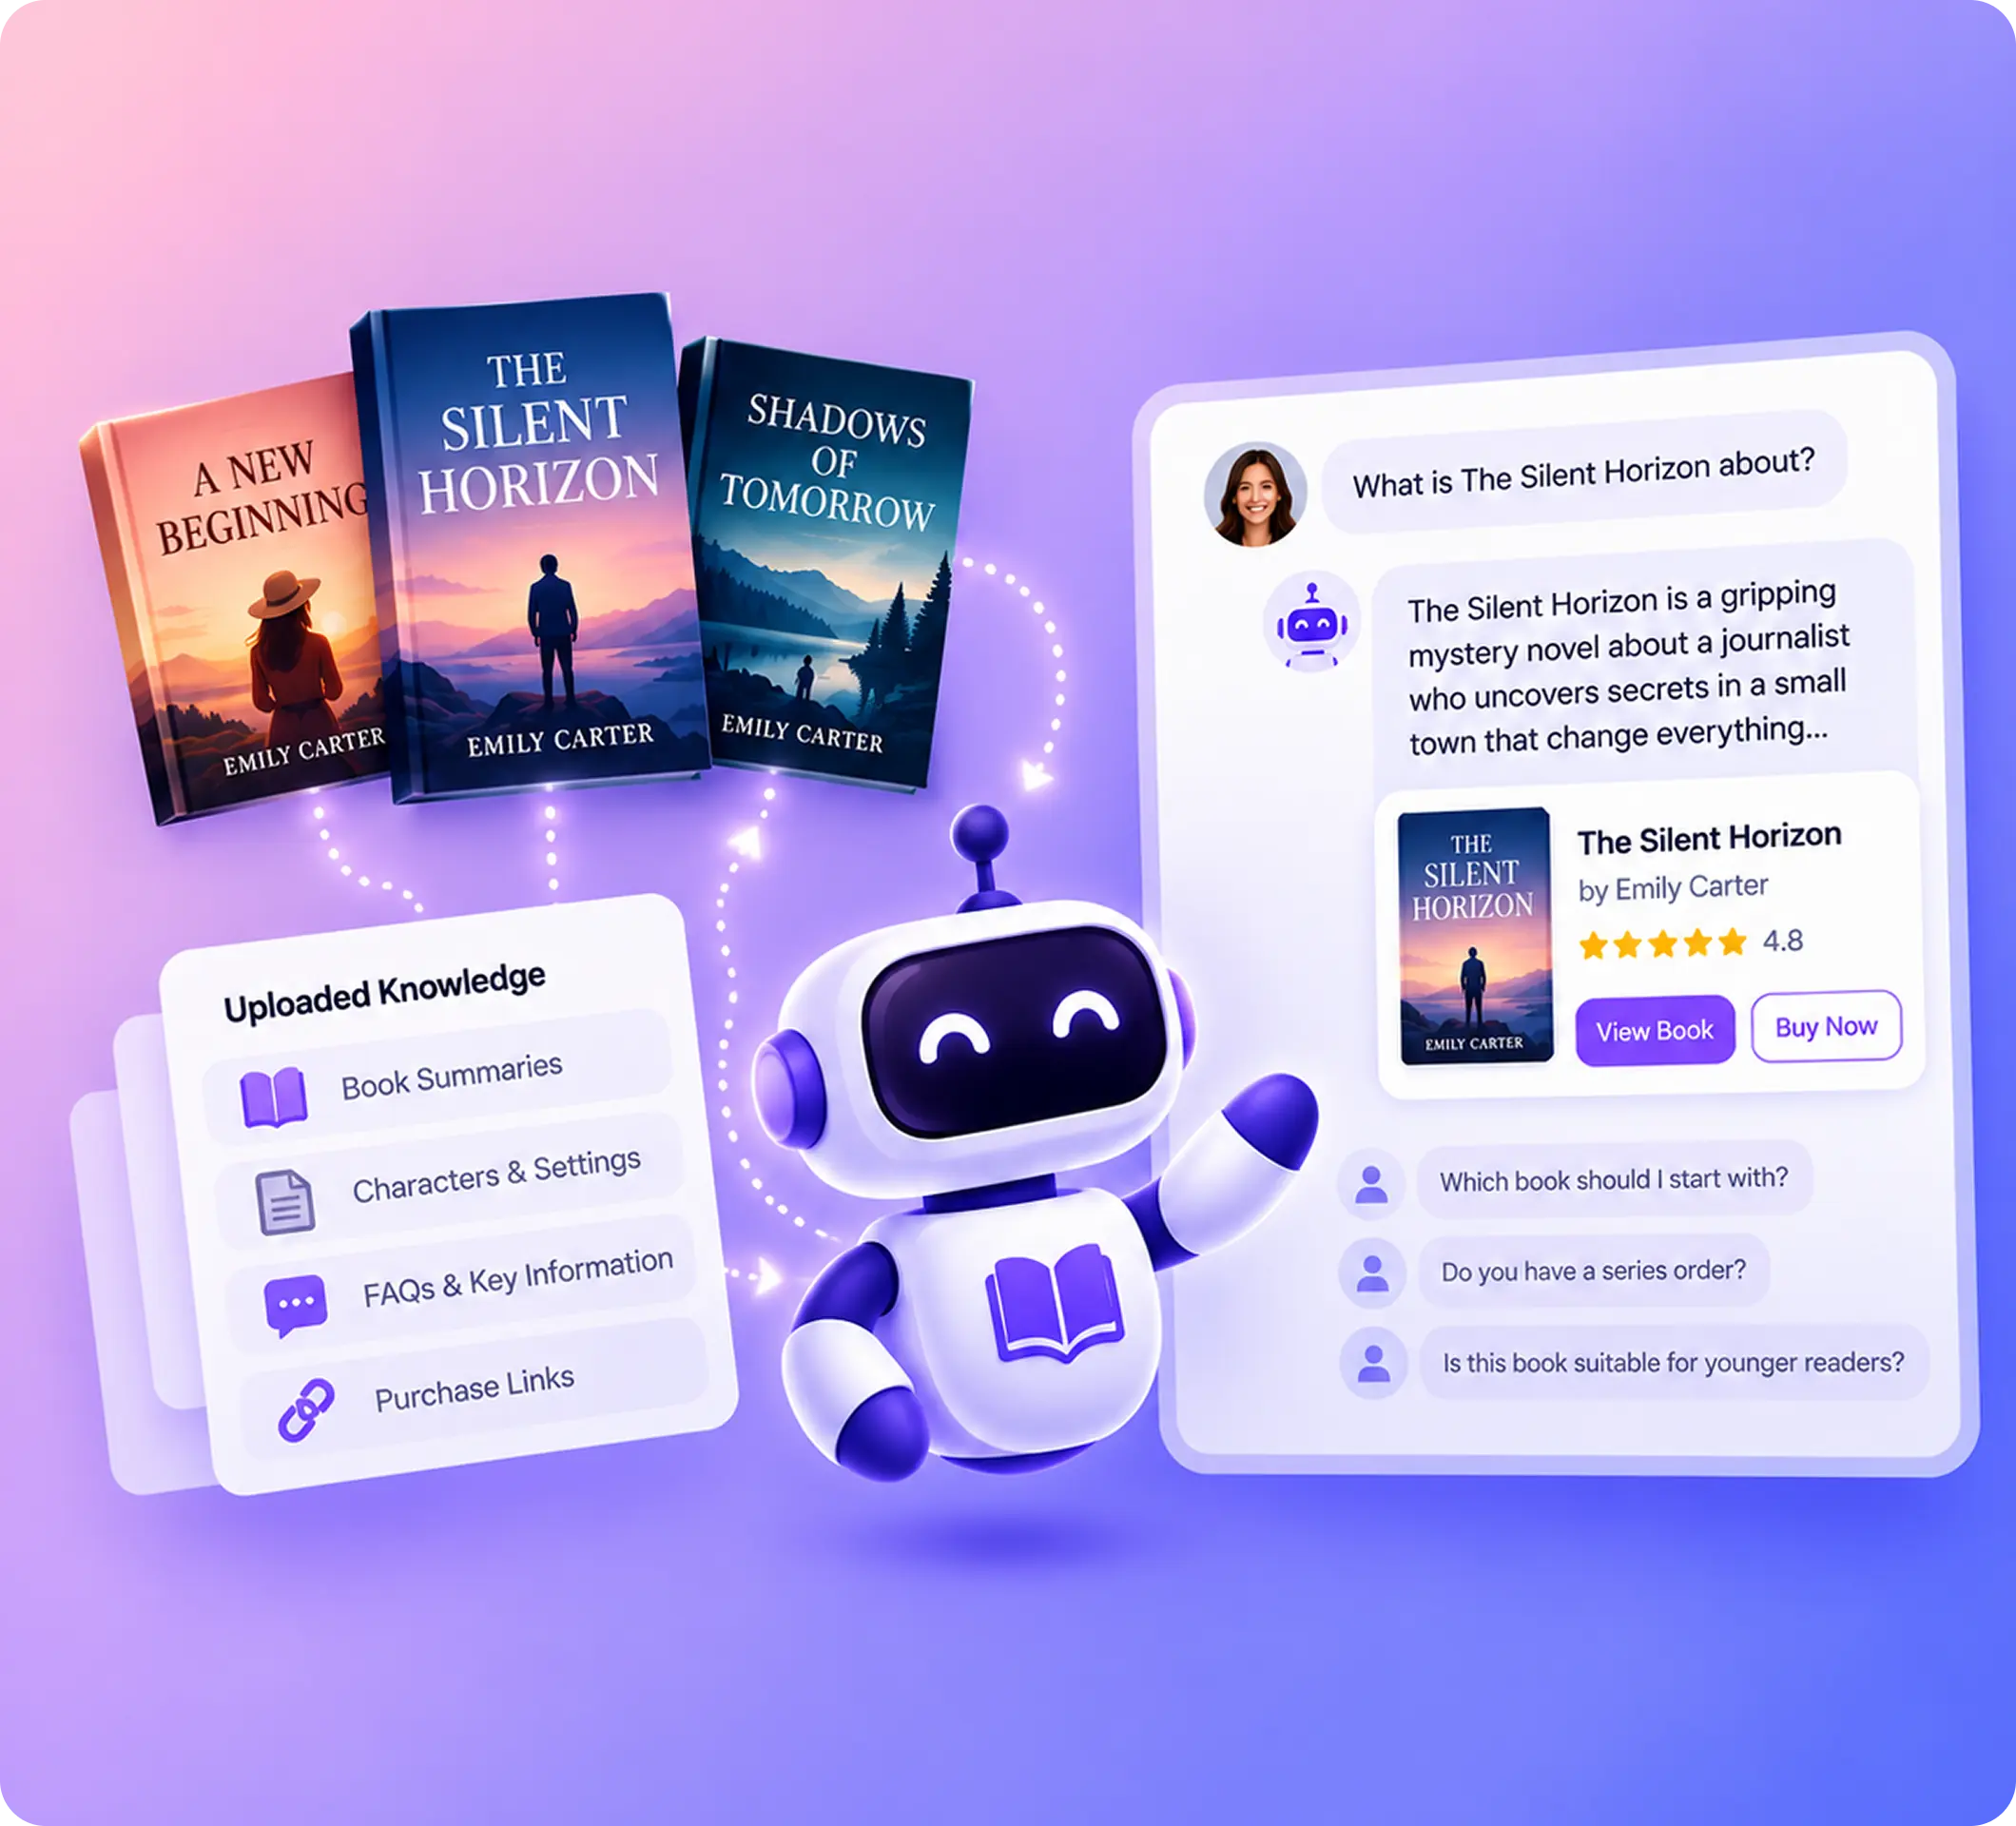 A NEW
BEGINNING
EMILY CARTER
THE
SILENT
HORIZON
EMILY CARTER
SHADOWS
OF
TOMORROW
EMILY CARTER
Uploaded Knowledge
Book Summaries
Characters & Settings
FAQs & Key Information
Purchase Links
What is The Silent Horizon about?
The Silent Horizon is a gripping
mystery novel about a journalist
who uncovers secrets in a small
town that change everything...
THE
SILENT
HORIZON
EMILY CARTER
The Silent Horizon
by Emily Carter
4.8
View Book
Buy Now
Which book should I start with?
Do you have a series order?
Is this book suitable for younger readers?